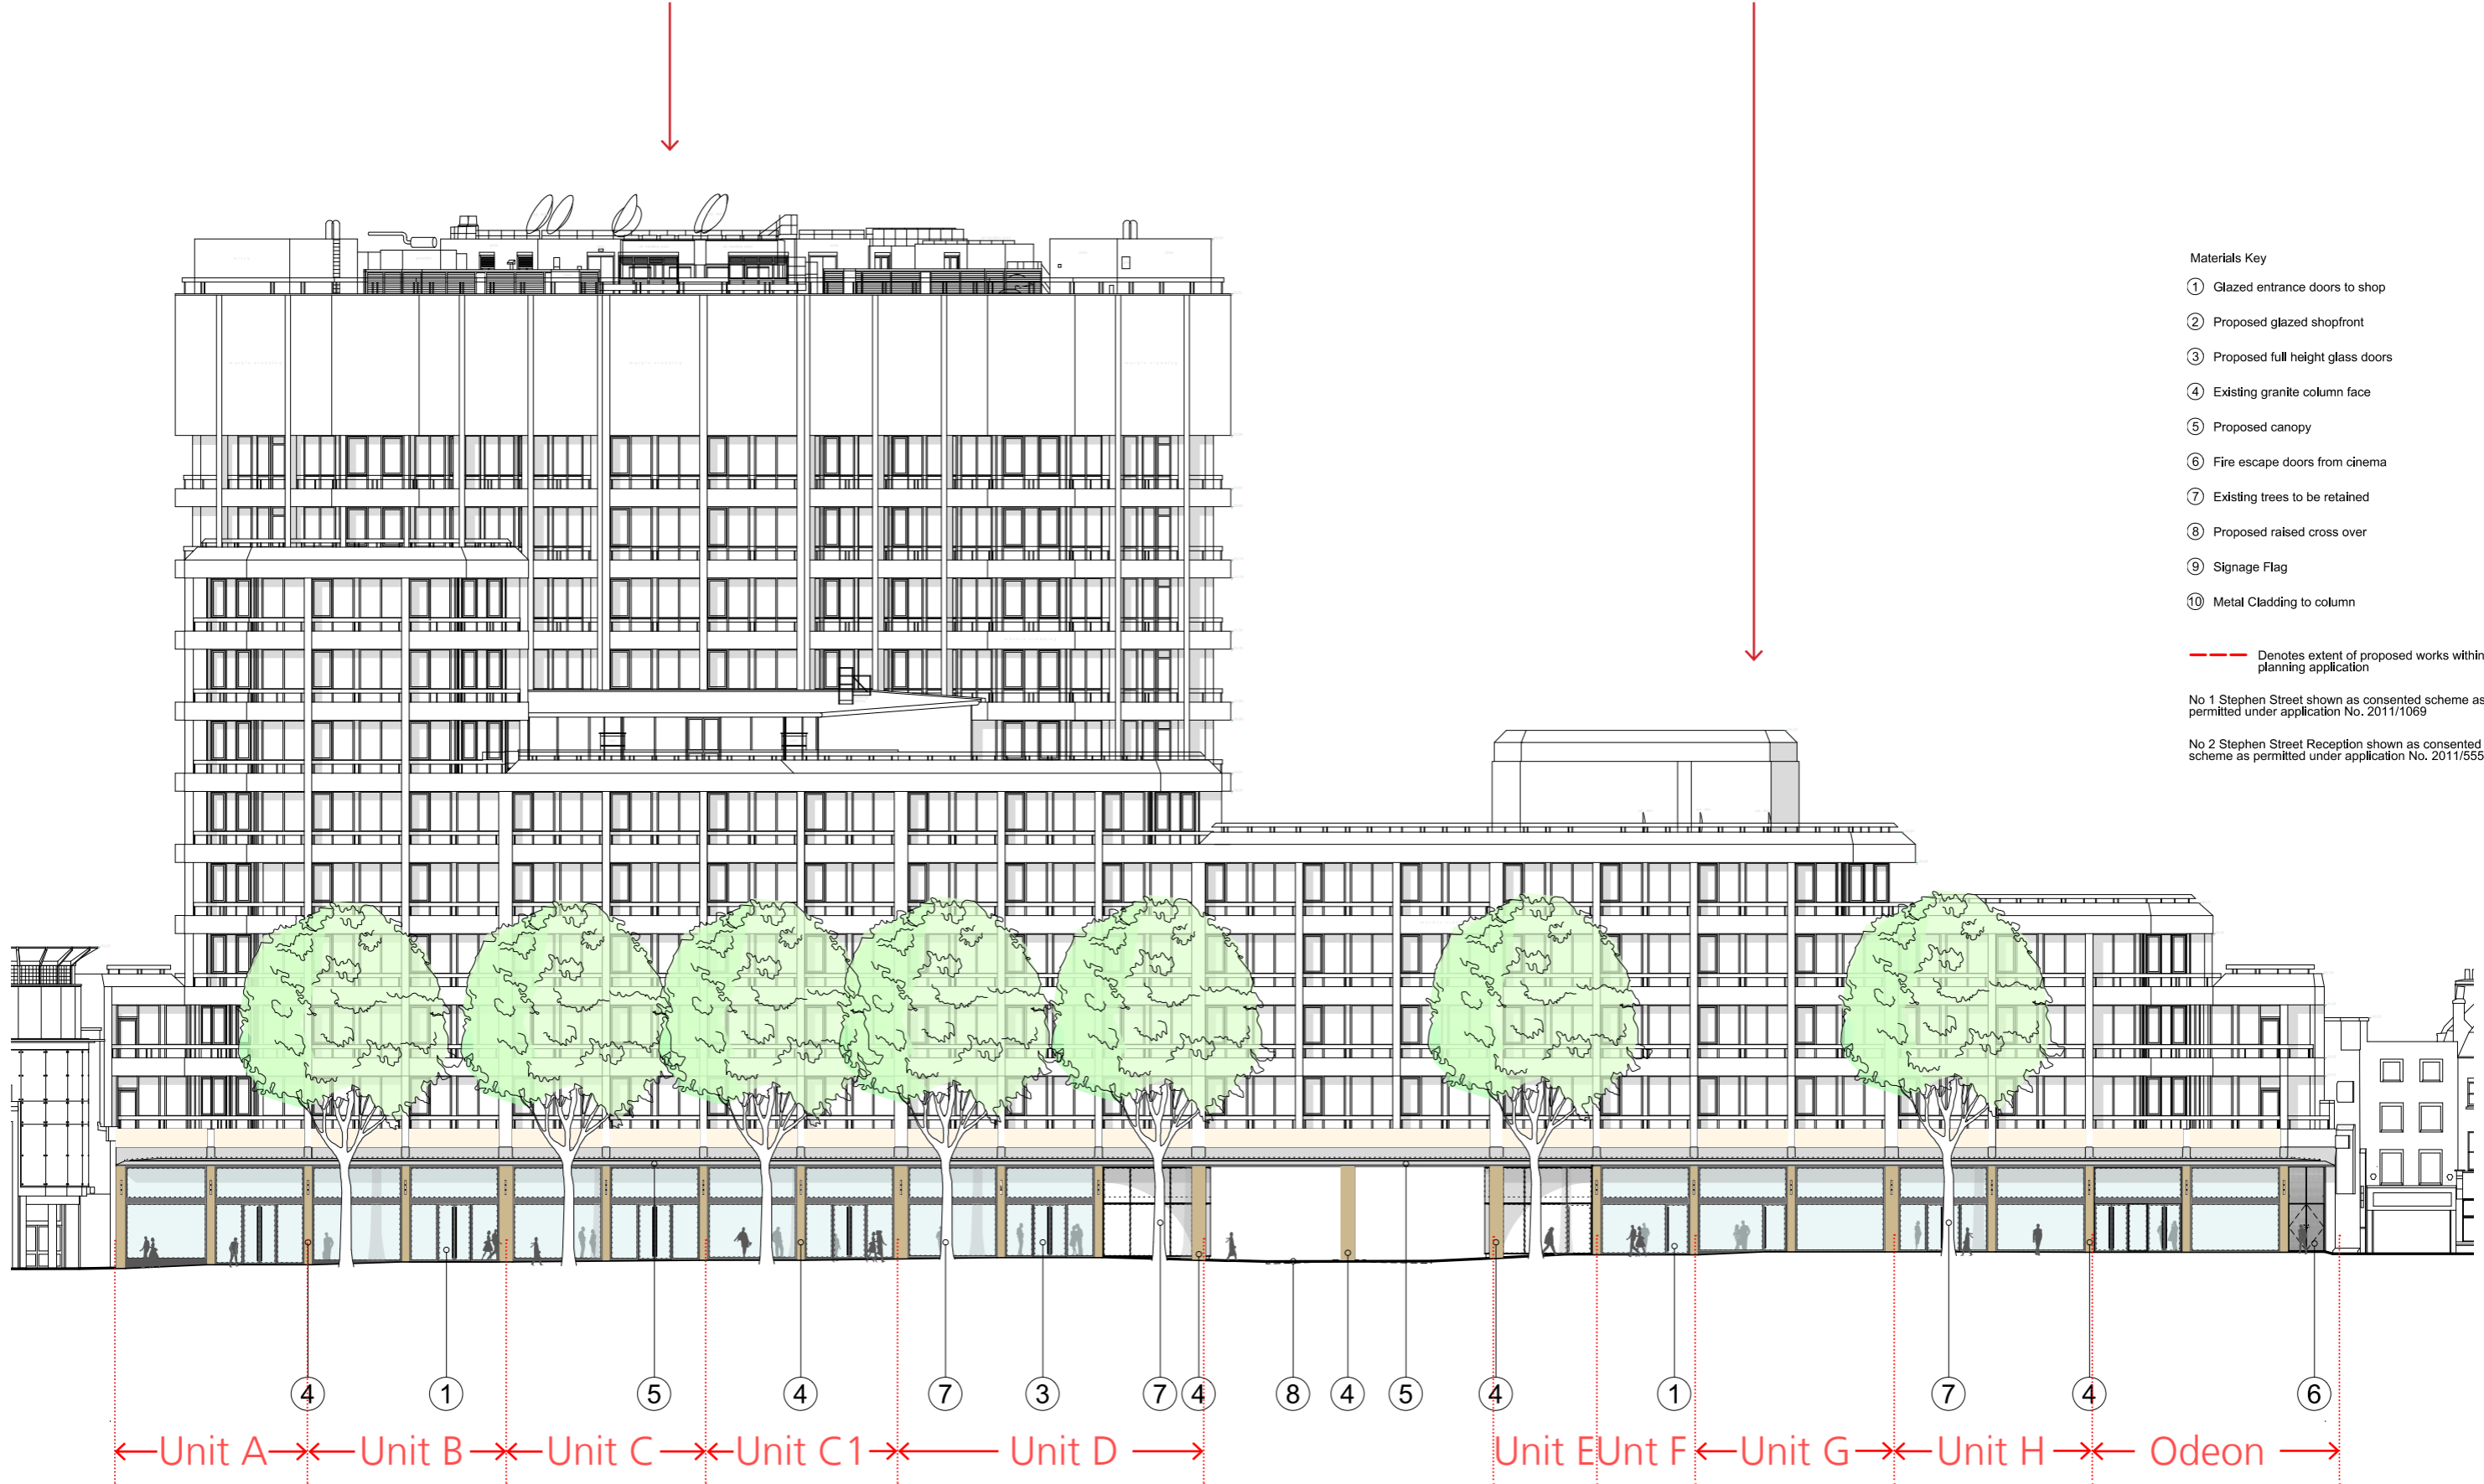 Materials Key
1 Glazed entrance doors to shop
2 Proposed glazed shopfront
3 Proposed full height glass doors
4 Existing granite column face
5 Proposed canopy
6 Fire escape doors from cinema
7 Existing trees to be retained
8 Proposed raised cross over
9 Signage Flag
10 Metal Cladding to column
Denotes extent of proposed works within
planning application
No 1 Stephen Street shown as consented scheme as
permitted under application No. 2011/1069
No 2 Stephen Street Reception shown as consented
scheme as permitted under application No. 2011/555
4 1 5 4 7 3 7 4 8 4 5 4 1 7 4 6
Unit A Unit B Unit C Unit C1 Unit D Unit E Unt F Unit G Unit H Odeon